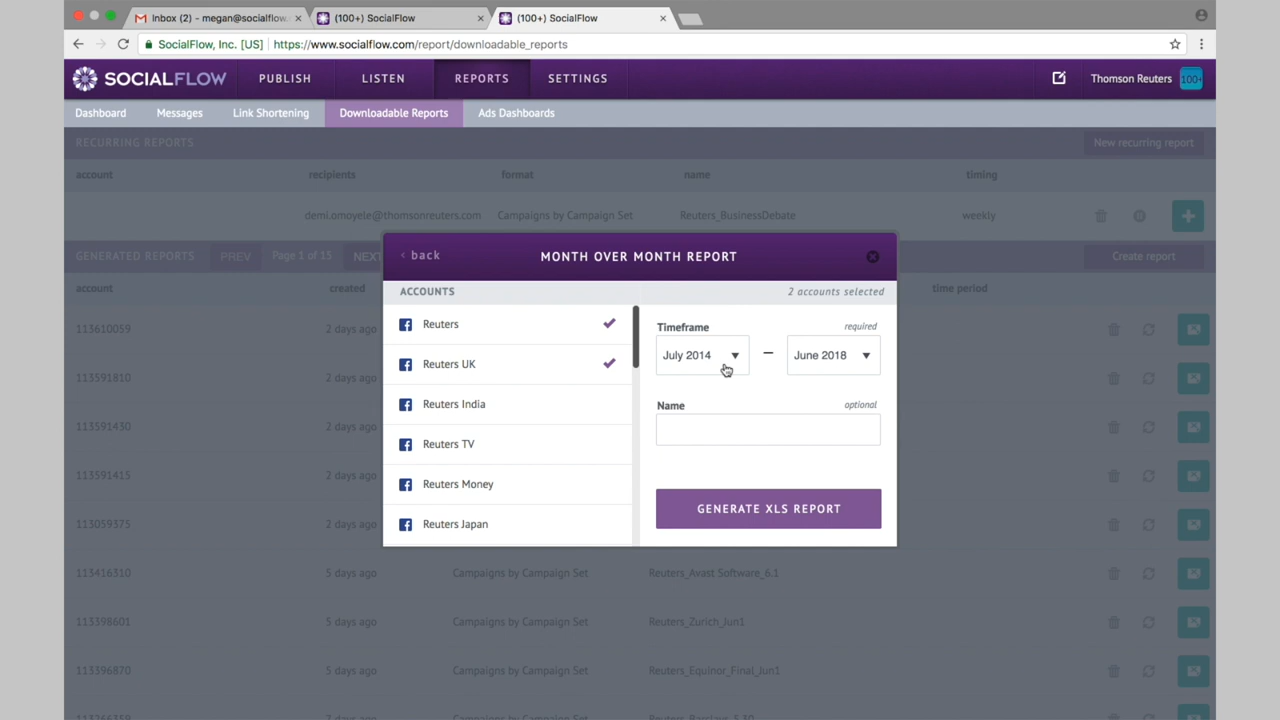 Inbox (2) - megan@socialflow.
(100+) SocialFlow
(100+) SocialFlow
SocialFlow, Inc. [US] https://www.socialflow.com/report/downloadable_reports
SOCIALFLOW PUBLISH LISTEN REPORTS SETTINGS Thomson Reuters 100+
Dashboard Messages Link Shortening Downloadable Reports Ads Dashboards
RECURRING REPORTS New recurring report
account recipients format name timing
demi.omoyele@thomsonreuters.com Campaigns by Campaign Set Reuters_BusinessDebate weekly
GENERATED REPORTS PREV Page 1 of 15 NEXT Create report
‹ back MONTH OVER MONTH REPORT
account created time period
ACCOUNTS 2 accounts selected
Reuters
Reuters UK
Reuters India
Reuters TV
Reuters Money
Reuters Japan
Timeframe required
July 2014 – June 2018
Name optional
GENERATE XLS REPORT
113610059 2 days ago
113591810 2 days ago
113591430 2 days ago
113591415 2 days ago
113059375 2 days ago
113416310 5 days ago Campaigns by Campaign Set Reuters_Avast Software_6.1
113398601 5 days ago Campaigns by Campaign Set Reuters_Zurich_Jun1
113396870 5 days ago Campaigns by Campaign Set Reuters_Equinor_Final_Jun1